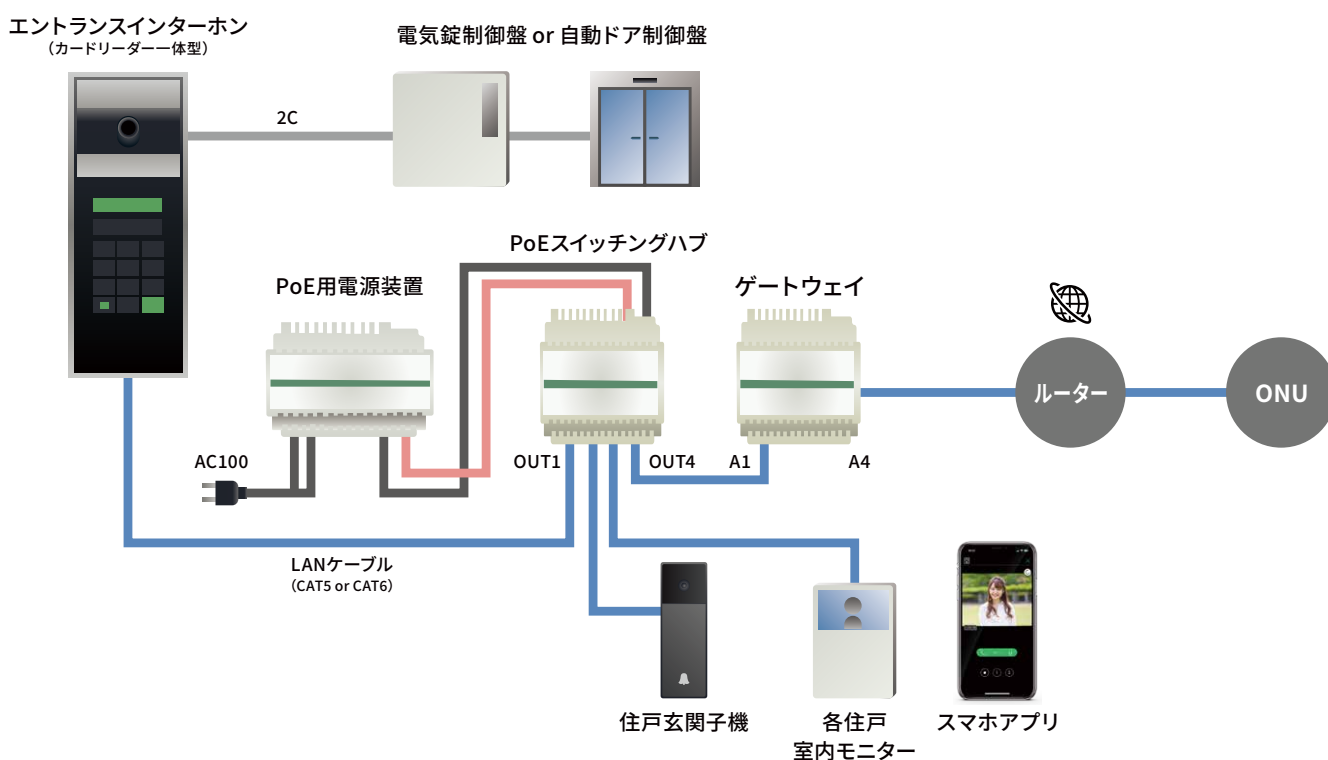 エントランスインターホン
（カードリーダー一体型）
電気錠制御盤 or 自動ドア制御盤
2C
PoEスイッチングハブ
PoE用電源装置
ゲートウェイ
ルーター
ONU
AC100
OUT1
OUT4
A1
A4
LANケーブル
（CAT5 or CAT6）
住戸玄関子機
各住戸
室内モニター
スマホアプリ